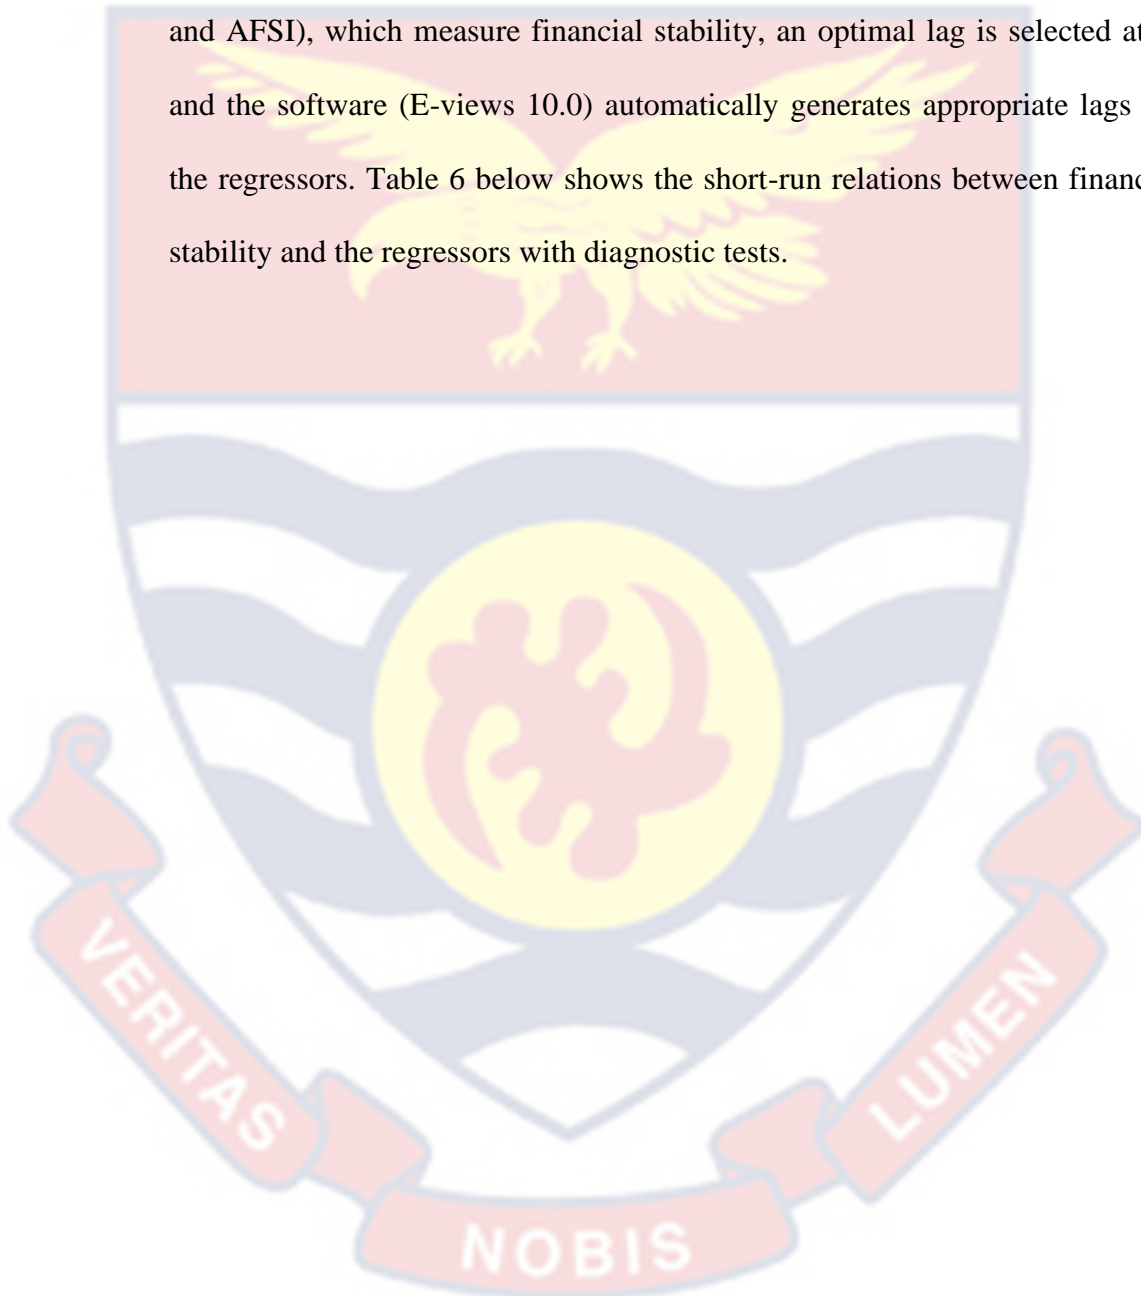 and AFSI), which measure financial stability, an optimal lag is selected at
and the software (E-views 10.0) automatically generates appropriate lags
the regressors. Table 6 below shows the short-run relations between
stability and the regressors with diagnostic tests.
VERITAS
NOBIS
LUMEN